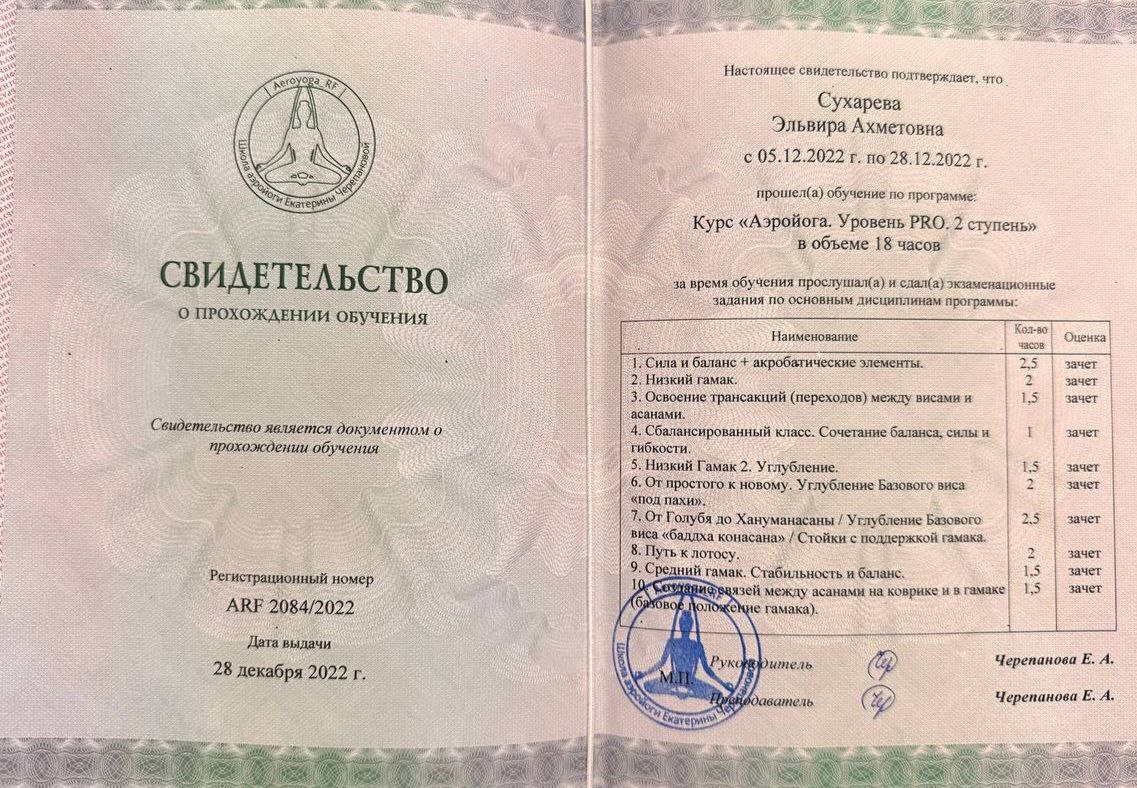 Aeroyoga_RF
Школа аэройоги Екатерины Черепановой
СВИДЕТЕЛЬСТВО
О ПРОХОЖДЕНИИ ОБУЧЕНИЯ
Свидетельство является документом о
прохождении обучения
Регистрационный номер
ARF 2084/2022
Дата выдачи
28 декабря 2022 г.
Настоящее свидетельство подтверждает, что
Сухарева
Эльвира Ахметовна
с 05.12.2022 г. по 28.12.2022 г.
прошел(а) обучение по программе:
Курс «Аэройога. Уровень PRO. 2 ступень»
в объеме 18 часов
за время обучения прослушал(а) и сдал(а) экзаменационные
задания по основным дисциплинам программы:
Наименование Кол-во часов Оценка
1. Сила и баланс + акробатические элементы. 2,5 зачет
2. Низкий гамак. 2 зачет
3. Освоение трансакций (переходов) между висами и 1,5 зачет
асанами.
4. Сбалансированный класс. Сочетание баланса, силы и 1 зачет
гибкости.
5. Низкий Гамак 2. Углубление. 1,5 зачет
6. От простого к новому. Углубление Базового виса 2 зачет
«под пахи».
7. От Голубя до Хануманасаны / Углубление Базового 2,5 зачет
виса «баддха конасана» / Стойки с поддержкой гамака.
8. Путь к лотосу. 2 зачет
9. Средний гамак. Стабильность и баланс. 1,5 зачет
10. Создание связей между асанами на коврике и в гамаке 1,5 зачет
(базовое положение гамака).
Aeroyoga_RF
Школа аэройоги Екатерины Черепановой
Руководитель Чер Черепанова Е. А.
М.П.
Преподаватель Чер Черепанова Е. А.